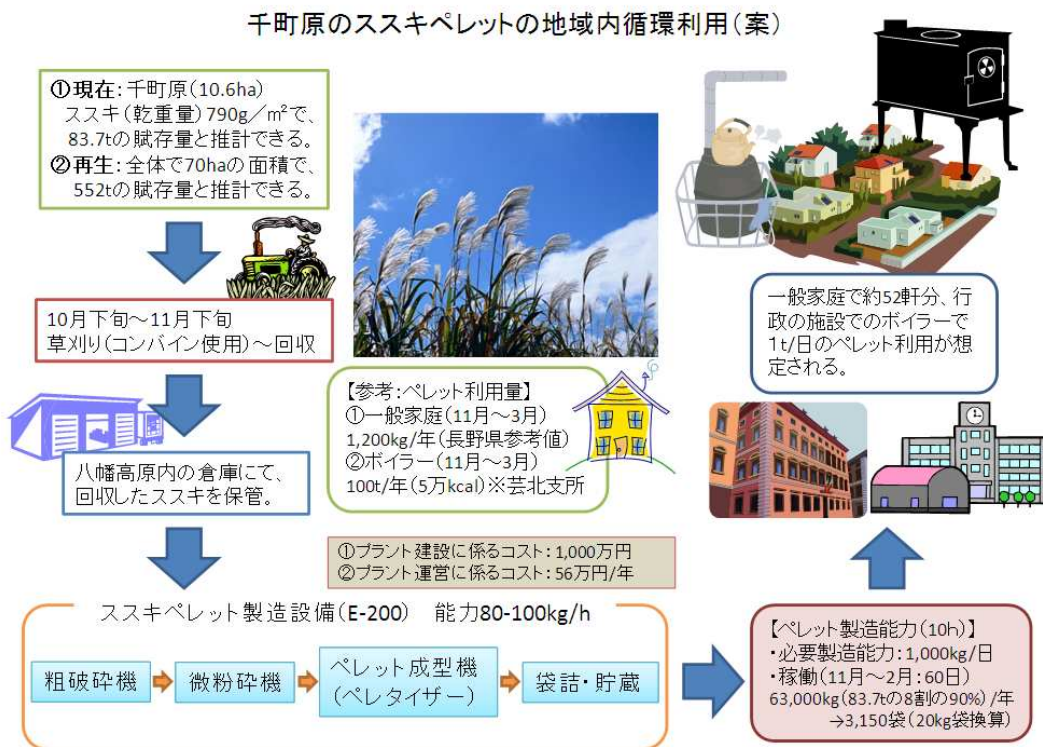 千町原のススキペレットの地域内循環利用(案)
①現在:千町原(10.6ha)
ススキ(乾重量)790g/㎡で、
83.7tの賦存量と推計できる。
②再生:全体で70haの面積で、
552tの賦存量と推計できる。
10月下旬～11月下旬
草刈り(コンバイン使用)～回収
八幡高原内の倉庫にて、
回収したススキを保管。
【参考:ペレット利用量】
①一般家庭(11月～3月)
1,200kg/年(長野県参考値)
②ボイラー(11月～3月)
100t/年(5万kcal)※芸北支所
①プラント建設に係るコスト:1,000万円
②プラント運営に係るコスト:56万円/年
ススキペレット製造設備(E-200) 能力80-100kg/h
粗破砕機
微粉砕機
ペレット成型機
(ペレタイザー)
袋詰・貯蔵
【ペレット製造能力(10h)】
・必要製造能力:1,000kg/日
・稼働(11月～2月:60日)
63,000kg(83.7tの8割の90%)/年
→3,150袋(20kg袋換算)
一般家庭で約52軒分、行
政の施設でのボイラーで
1t/日のペレット利用が想
定される。